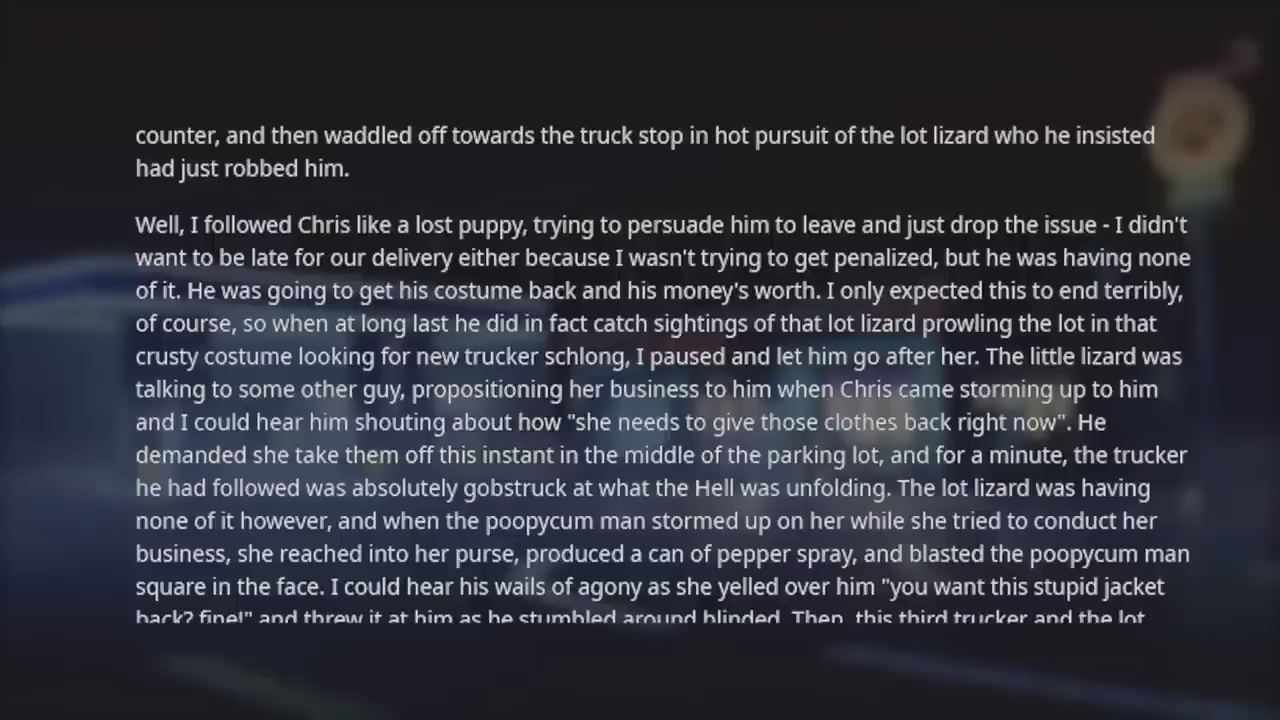 counter, and then waddled off towards the truck stop in hot pursuit of the lot lizard who he insisted
had just robbed him.
Well, I followed Chris like a lost puppy, trying to persuade him to leave and just drop the issue - I didn't
want to be late for our delivery either because I wasn't trying to get penalized, but he was having none
of it. He was going to get his costume back and his money's worth. I only expected this to end terribly,
of course, so when at long last he did in fact catch sightings of that lot lizard prowling the lot in that
crusty costume looking for new trucker schlong, I paused and let him go after her. The little lizard was
talking to some other guy, propositioning her business to him when Chris came storming up to him
and I could hear him shouting about how "she needs to give those clothes back right now". He
demanded she take them off this instant in the middle of the parking lot, and for a minute, the trucker
he had followed was absolutely gobstruck at what the Hell was unfolding. The lot lizard was having
none of it however, and when the poopycum man stormed up on her while she tried to conduct her
business, she reached into her purse, produced a can of pepper spray, and blasted the poopycum man
square in the face. I could hear his wails of agony as she yelled over him "you want this stupid jacket
back? fine!" and threw it at him as he stumbled around blinded. Then, this third trucker and the lot